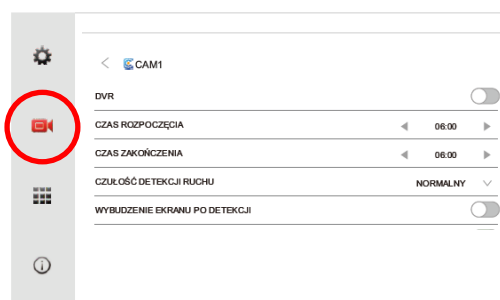 CAM1
DVR
CZAS ROZPOCZĘCIA 06:00
CZAS ZAKOŃCZENIA 06:00
CZUŁOŚĆ DETEKCJI RUCHU NORMALNY
WYBUDZENIE EKRANU PO DETEKCJI